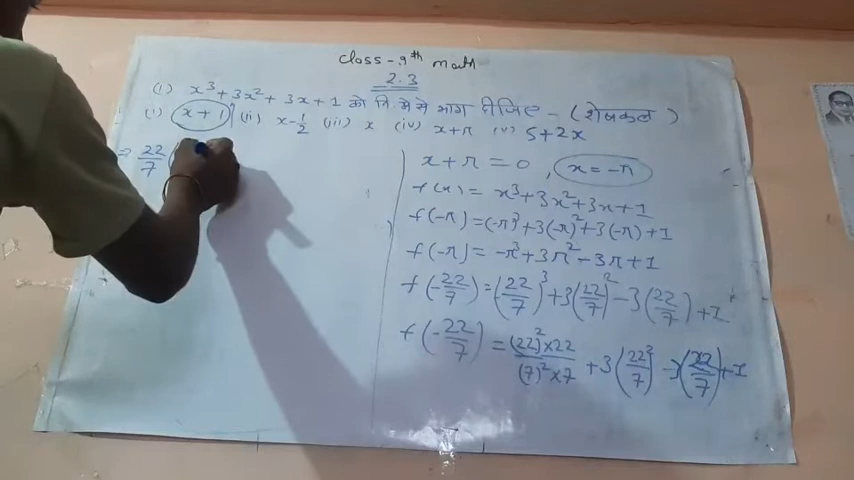 Class - 9th math
2.3
(1) x³ + 3x² + 3x + 1 को नि. में से भाग दीजिए - (शेषफल)
(i) x + 1, (ii) x - 1/2 (iii) x (iv) x + π (v) 5 + 2x
⇒ 22/7 (
x + π = 0, x = -π
f(x) = x³ + 3x² + 3x + 1
f(-π) = (-π)³ + 3(-π)² + 3(-π) + 1
f(-π) = -π³ + 3π² - 3π + 1
f(-22/7) = (-22/7)³ + 3(22/7)² - 3(22/7) + 1
f(-22/7) = (22)² × 22 / (7)² × 7 + 3(22²/7) - 3(22/7) + 1